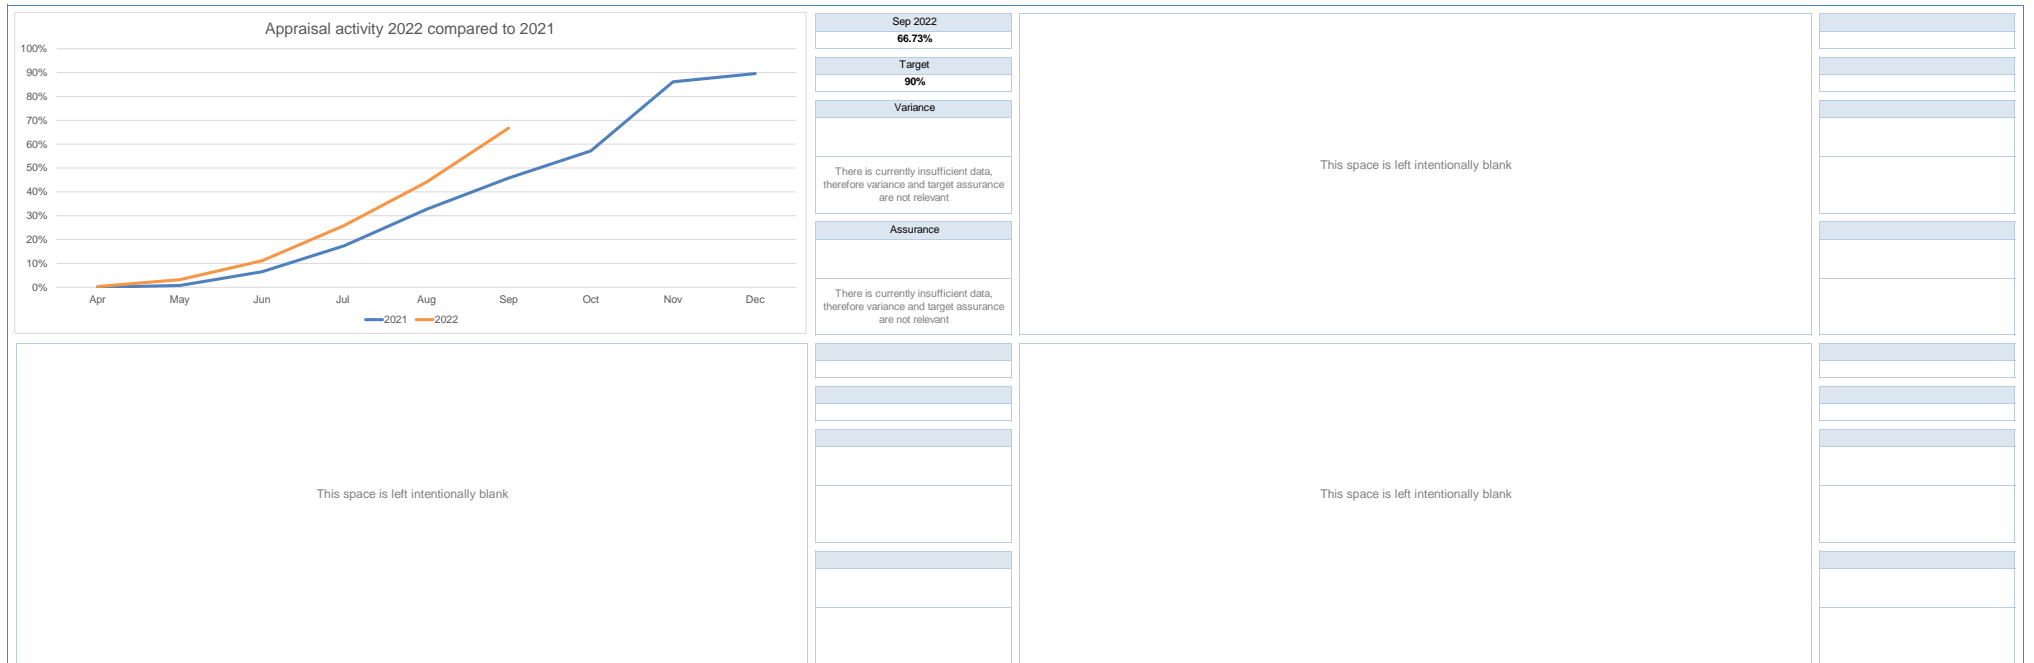 Appraisal activity 2022 compared to 2021
100%
90%
80%
70%
60%
50%
40%
30%
20%
10%
0%
Apr May Jun Jul Aug Sep Oct Nov Dec
2021 2022
Sep 2022
66.73%
Target
90%
Variance
There is currently insufficient data,
therefore variance and target assurance
are not relevant
Assurance
There is currently insufficient data,
therefore variance and target assurance
are not relevant
This space is left intentionally blank
This space is left intentionally blank
This space is left intentionally blank